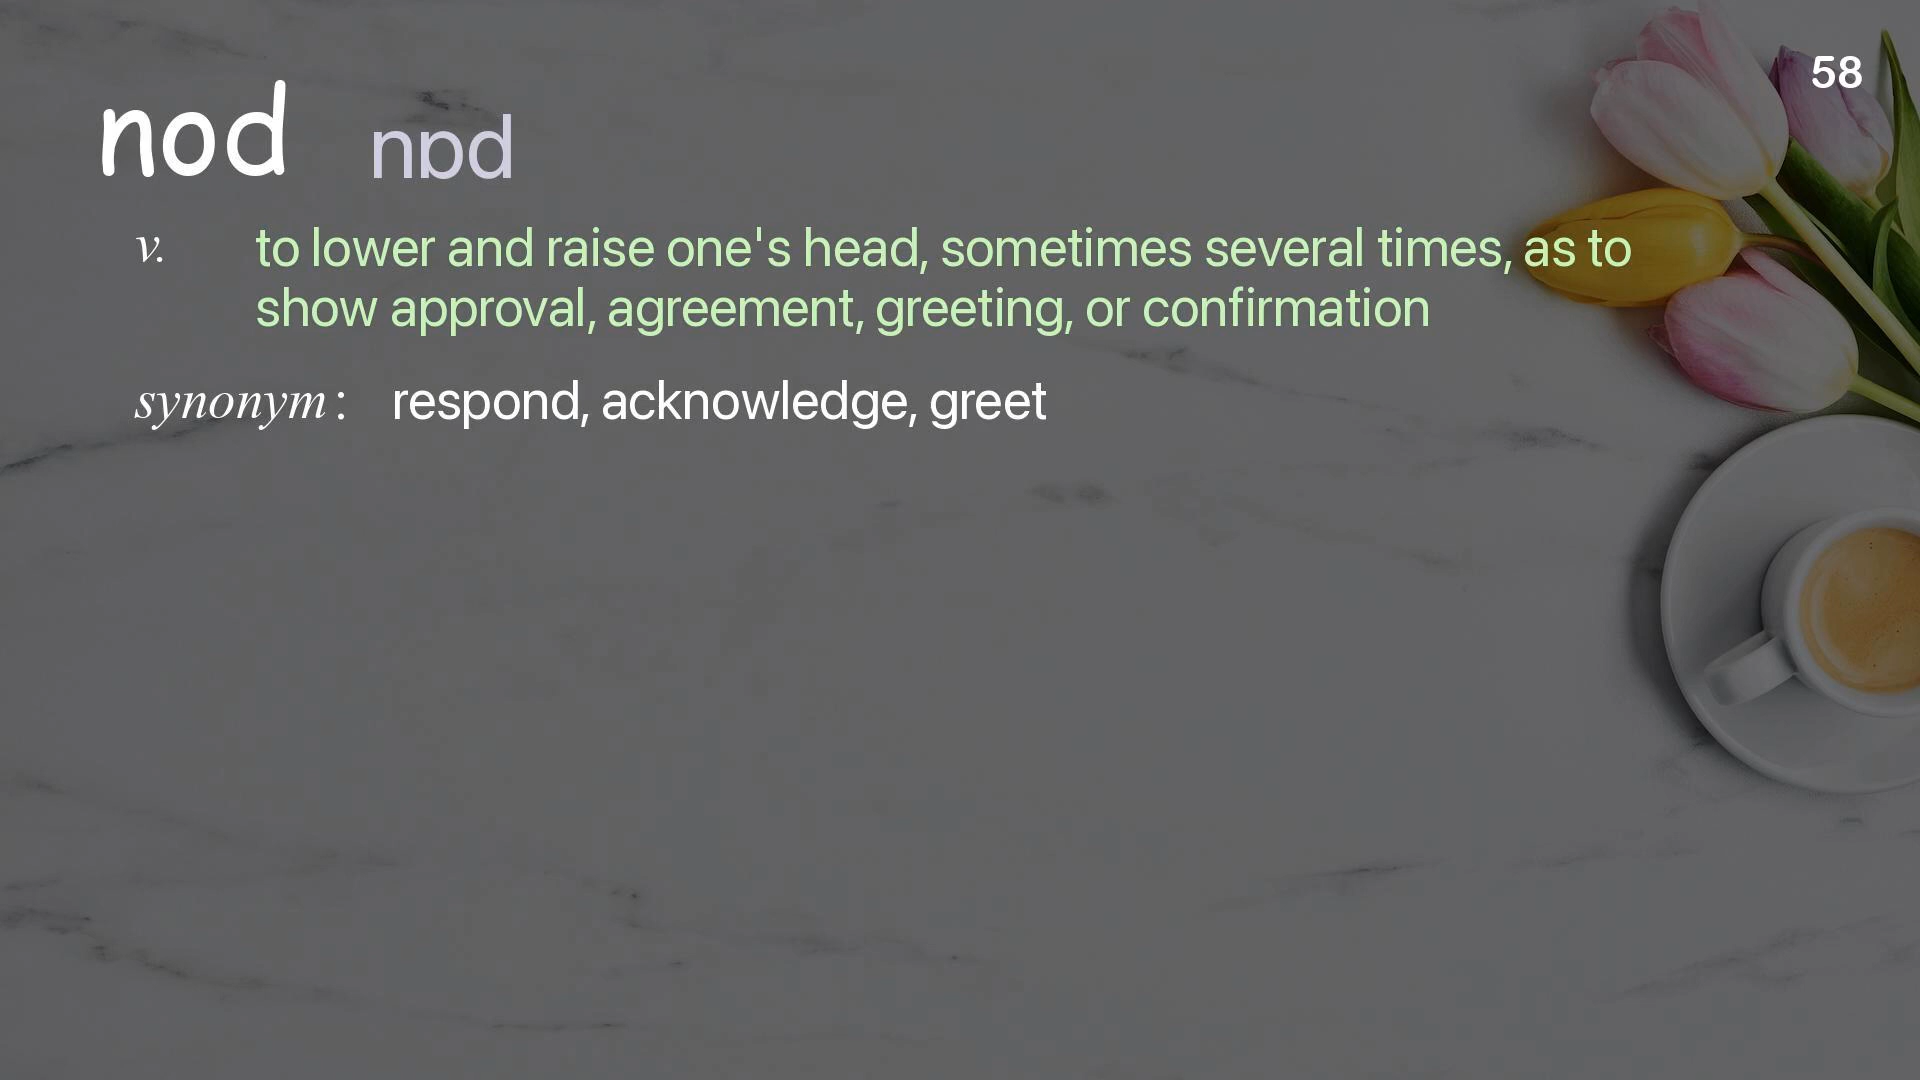 58
nod nɒd
v. to lower and raise one's head, sometimes several times, as to
show approval, agreement, greeting, or confirmation
synonym : respond, acknowledge, greet